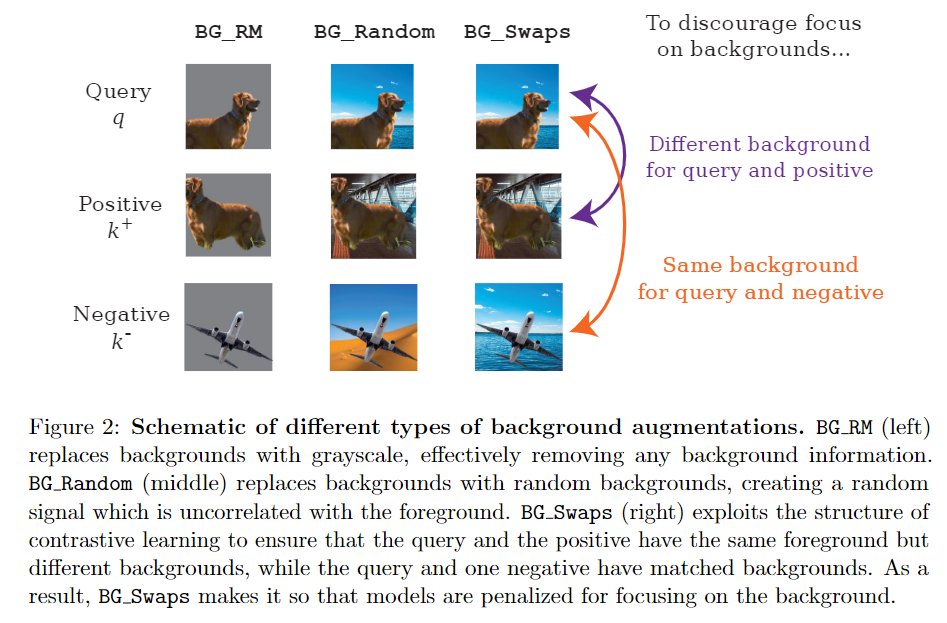 BG_RM BG_Random BG_Swaps
To discourage focus
on backgrounds...
Query
q
Different background
for query and positive
Positive
k+
Same background
for query and negative
Negative
k-
Figure 2: Schematic of different types of background augmentations. BG_RM (left)
replaces backgrounds with grayscale, effectively removing any background information.
BG_Random (middle) replaces backgrounds with random backgrounds, creating a random
signal which is uncorrelated with the foreground. BG_Swaps (right) exploits the structure of
contrastive learning to ensure that the query and the positive have the same foreground but
different backgrounds, while the query and one negative have matched backgrounds. As a
result, BG_Swaps makes it so that models are penalized for focusing on the background.